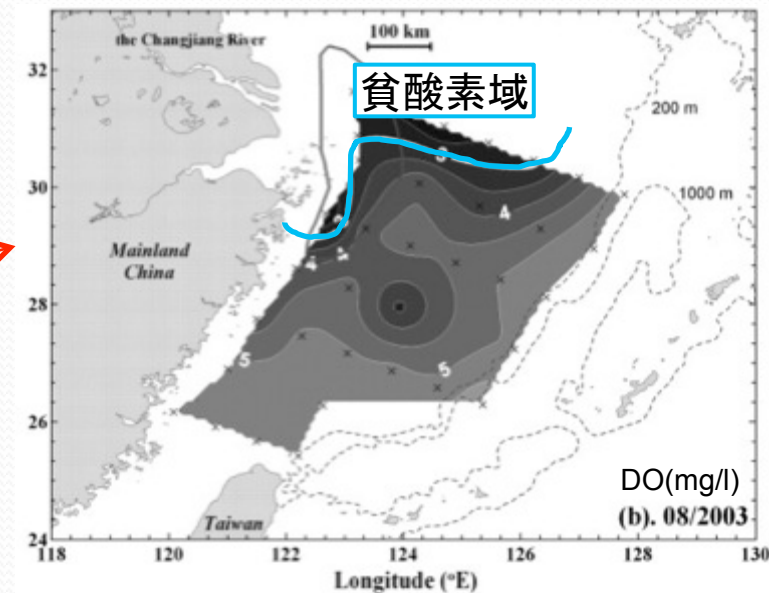 100 km
the Changjiang River
32
貧酸素域
200 m
3
30
1000 m
4
Mainland
China
4
28
5
5
26
DO(mg/l)
Taiwan
(b). 08/2003
24
118
120
122
124
126
128
130
Longitude (°E)